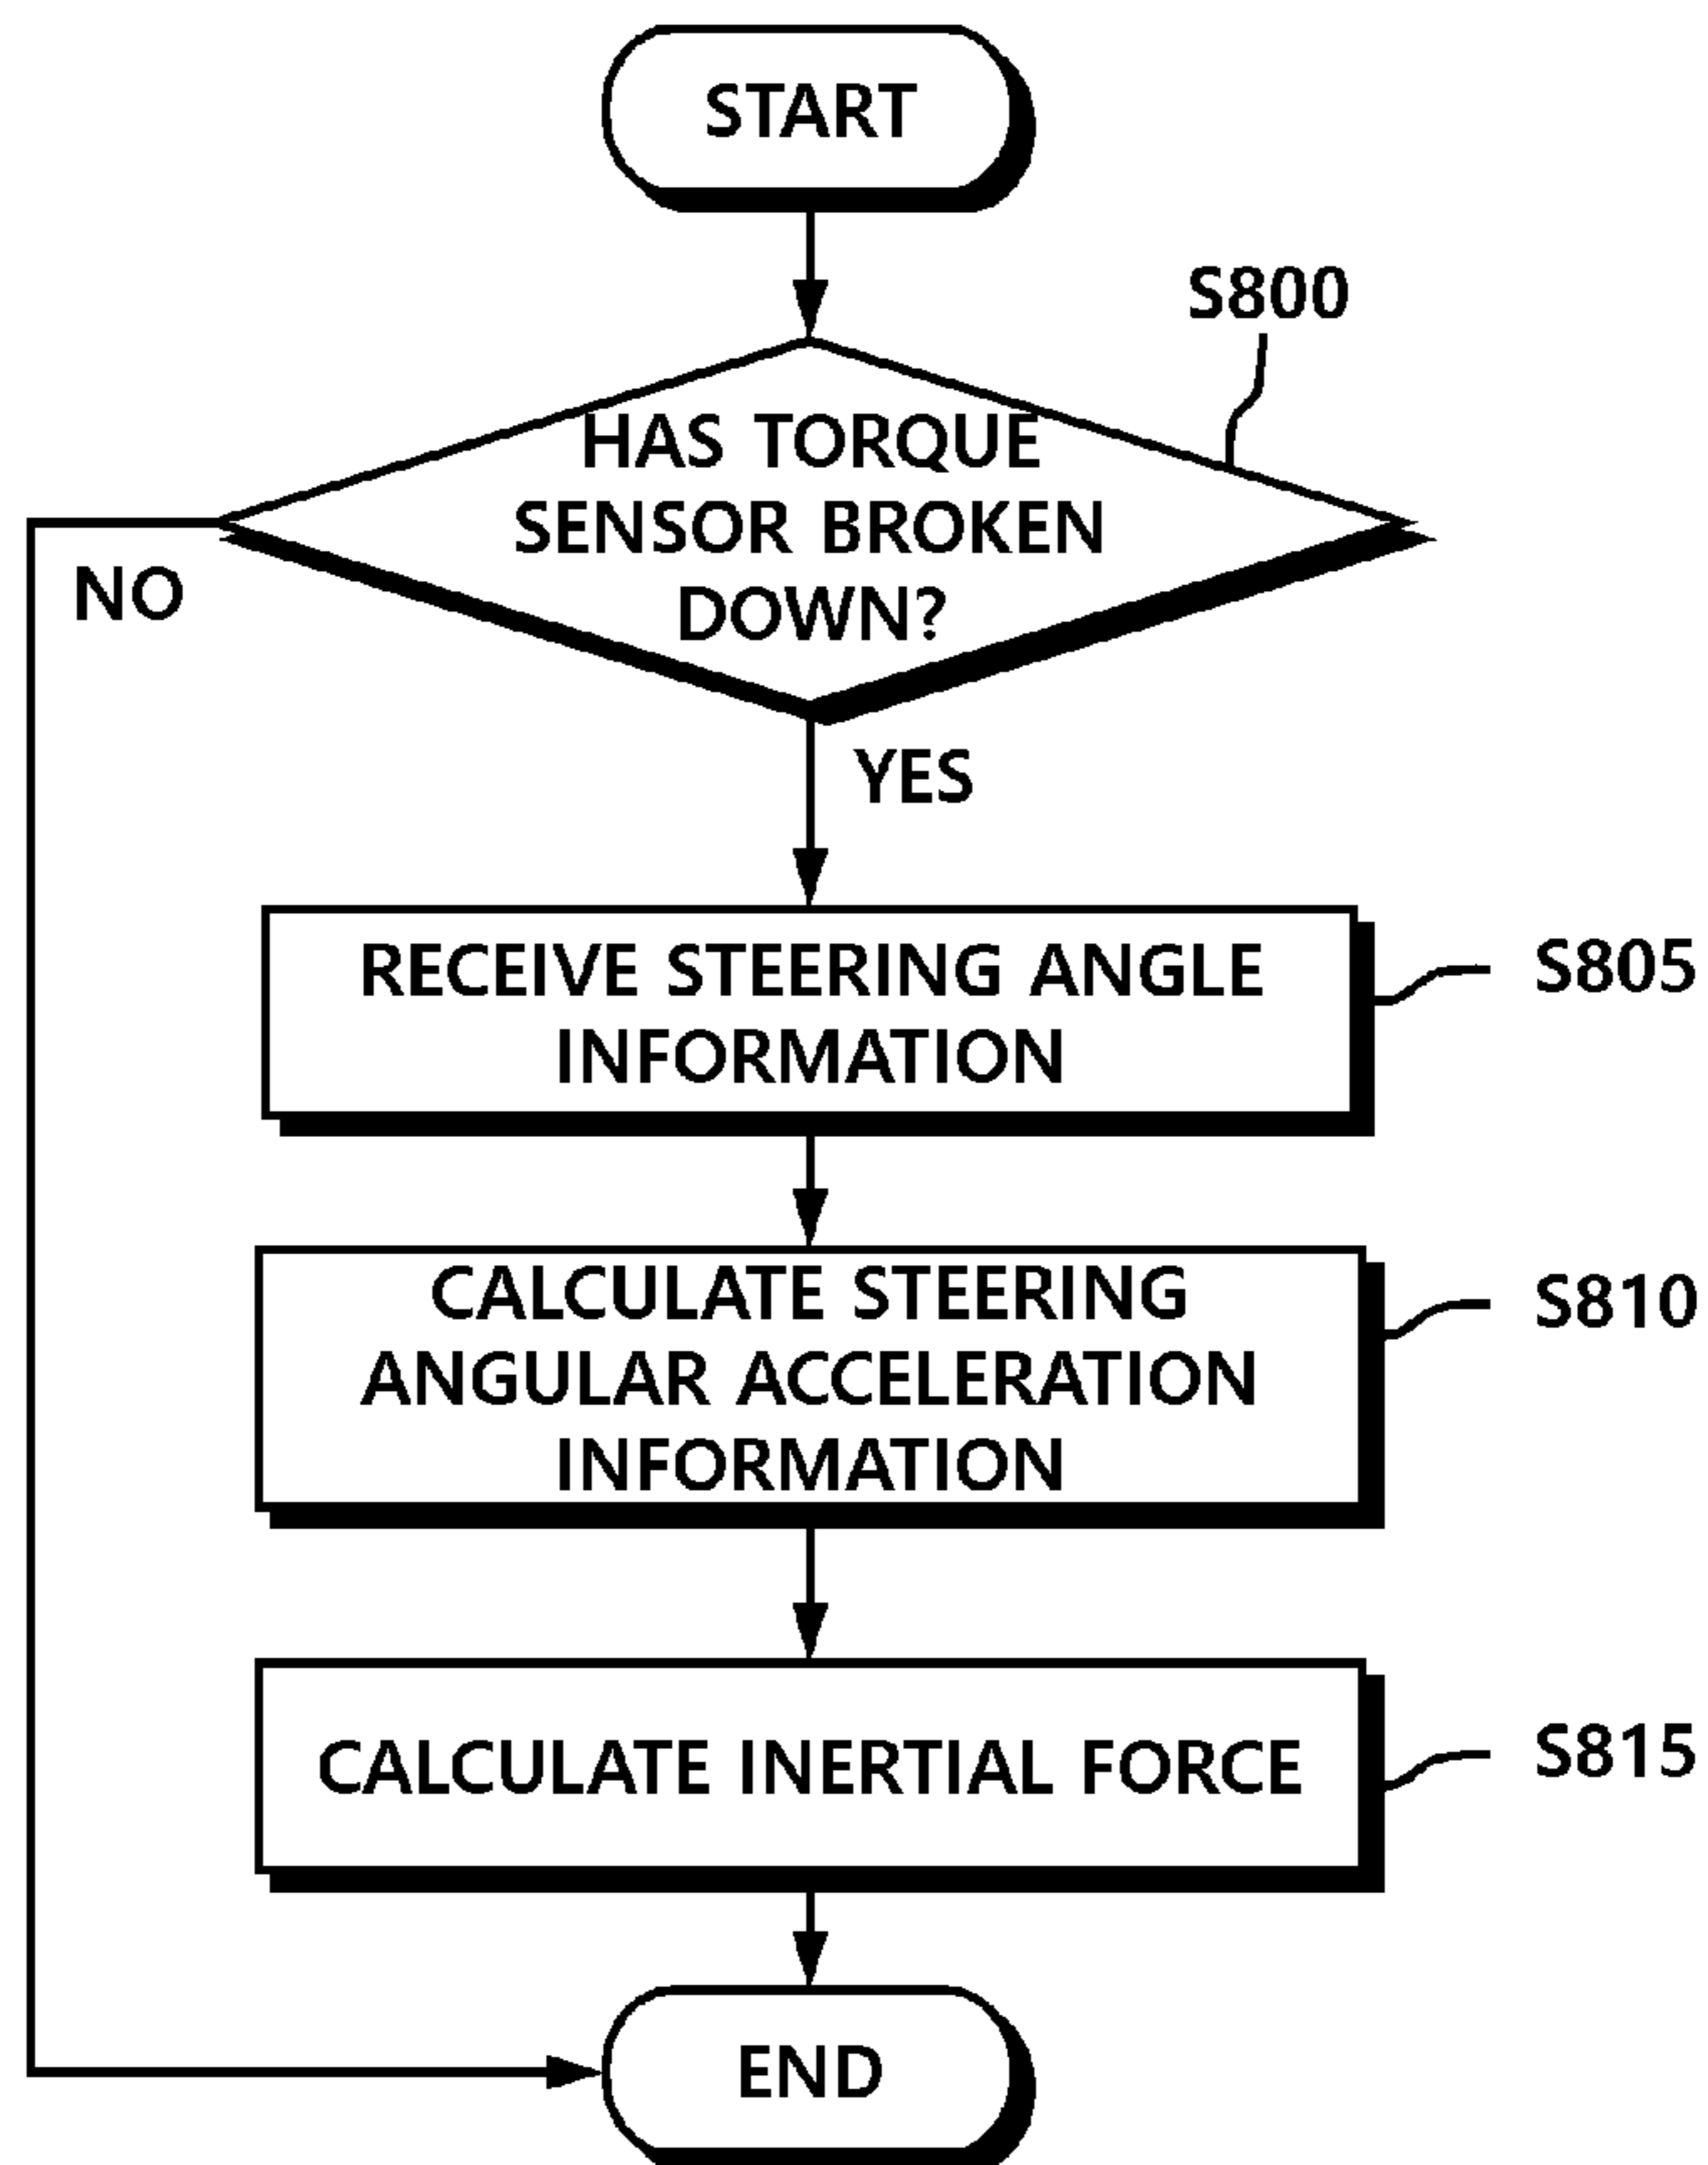 START
S800
HAS TORQUE
SENSOR BROKEN
DOWN?
NO
YES
RECEIVE STEERING ANGLE
INFORMATION
S805
CALCULATE STEERING
ANGULAR ACCELERATION
INFORMATION
S810
CALCULATE INERTIAL FORCE
S815
END